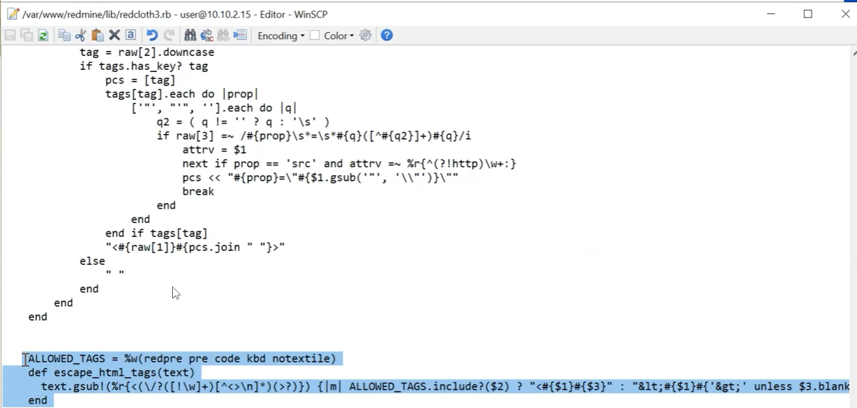 /var/www/redmine/lib/redcloth3.rb - user@10.10.2.15 - Editor - WinSCP
Encoding Color
tag = raw[2].downcase
if tags.has_key? tag
pcs = [tag]
tags[tag].each do |prop|
['"', "'", ''].each do |q|
q2 = ( q != '' ? q : '\s' )
if raw[3] =~ /#{prop}\s*=\s*#{q}([^#{q2}]+)#{q}/i
attrv = $1
next if prop == 'src' and attrv =~ %r{^(?!http)\w+:}
pcs << "#{prop}=\"#{$1.gsub('"', '\\"')}\""
break
end
end
end if tags[tag]
"<#{raw[1]}#{pcs.join " "}>"
else
" "
end
end
end
ALLOWED_TAGS = %w(redpre pre code kbd notextile)
def escape_html_tags(text)
text.gsub!(%r{<(\/?([!\w]+)[^<>\n]*)(>?)}) {|m| ALLOWED_TAGS.include?($2) ? "<#{$1}#{$3}" : "&lt;#{$1}#{'&gt;' unless $3.blank
end